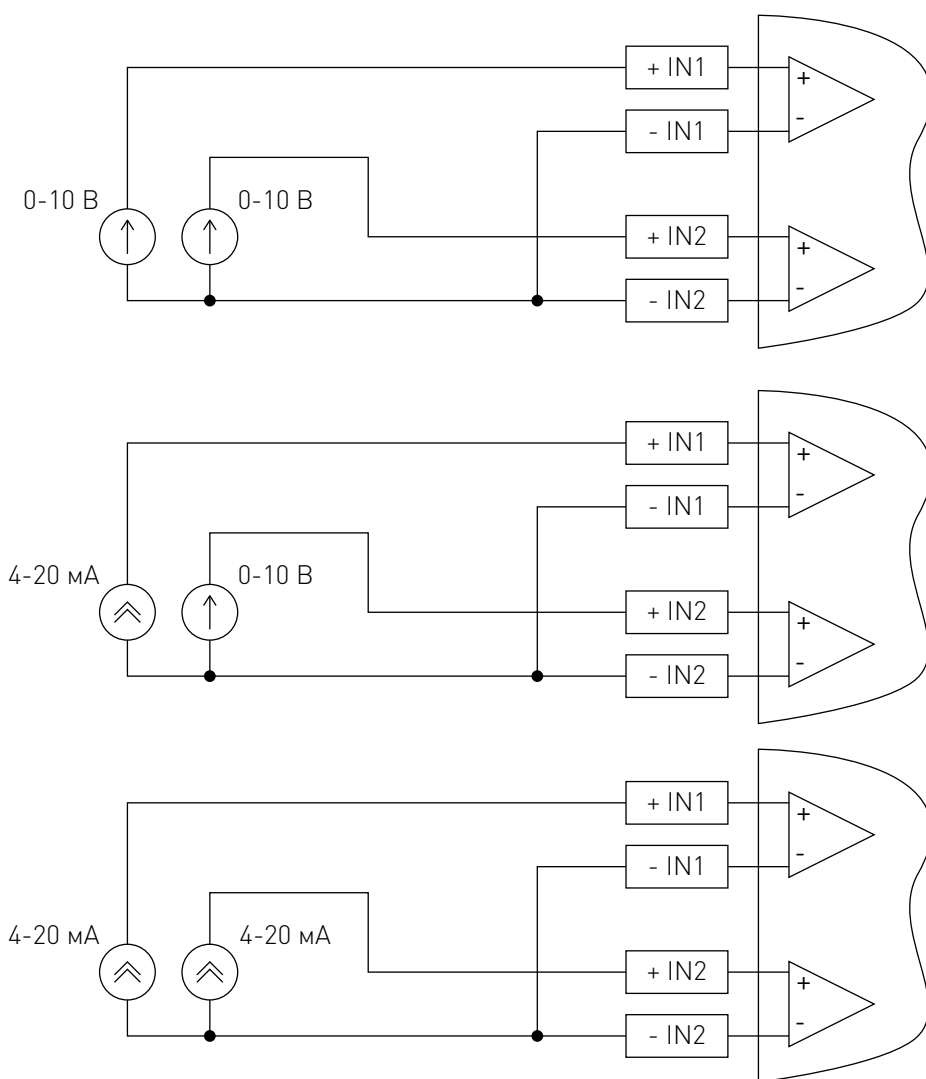 + IN1
+
- IN1
-
0-10 В
0-10 В
+ IN2
+
- IN2
-
+ IN1
+
- IN1
-
4-20 мА
0-10 В
+ IN2
+
- IN2
-
+ IN1
+
- IN1
-
4-20 мА
4-20 мА
+ IN2
+
- IN2
-